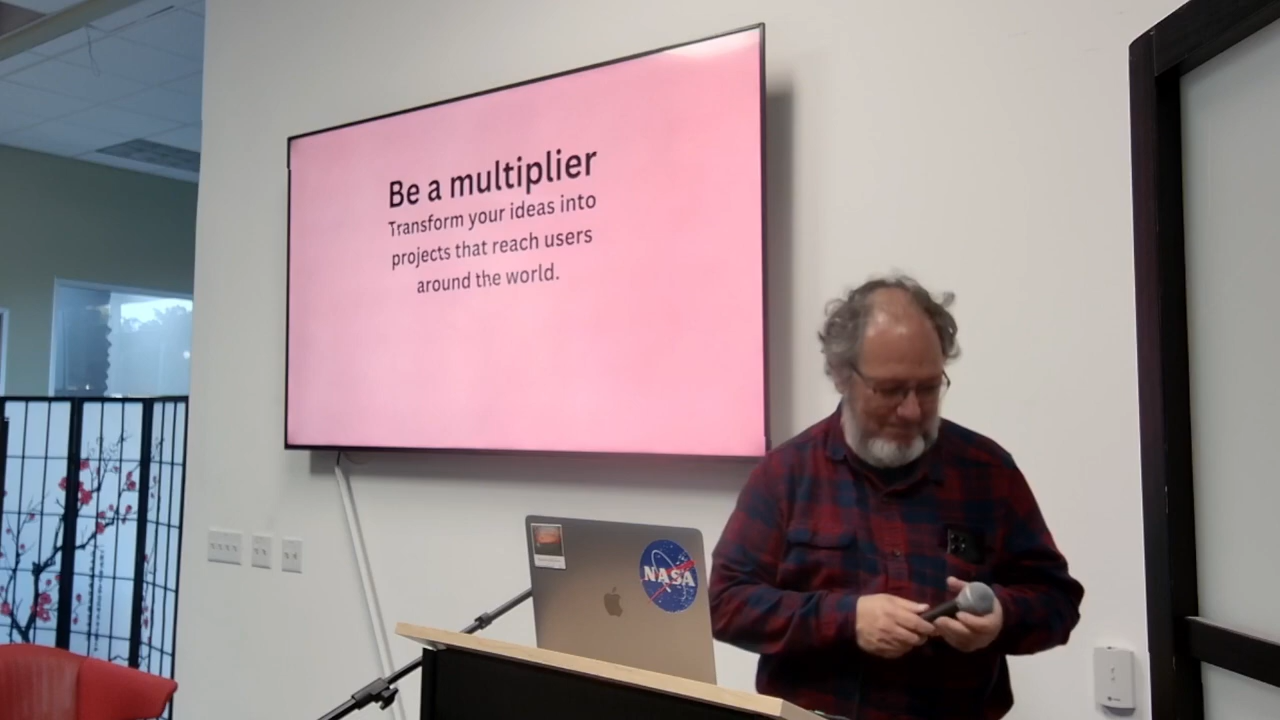 Be a multiplier
Transform your ideas into
projects that reach users
around the world.
NASA